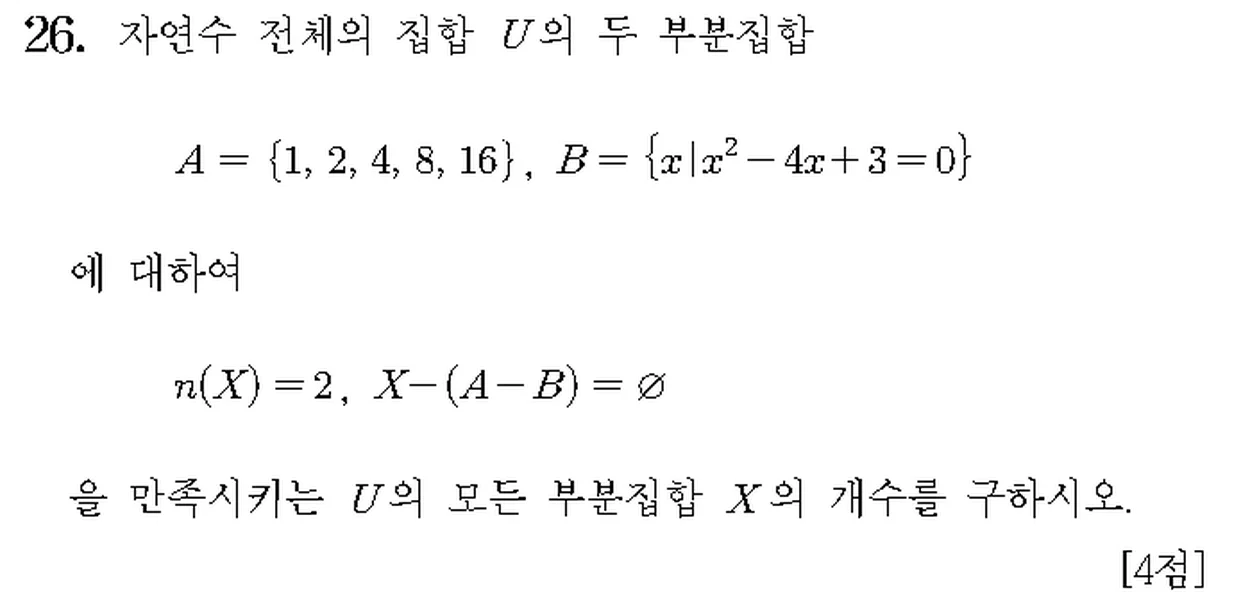 26. 자연수 전체의 집합 U의 두 부분집합
A = {1, 2, 4, 8, 16}, B = {x|x² − 4x + 3 = 0}
에 대하여
n(X) = 2, X − (A − B) = ∅
을 만족시키는 U의 모든 부분집합 X의 개수를 구하시오.
[4점]